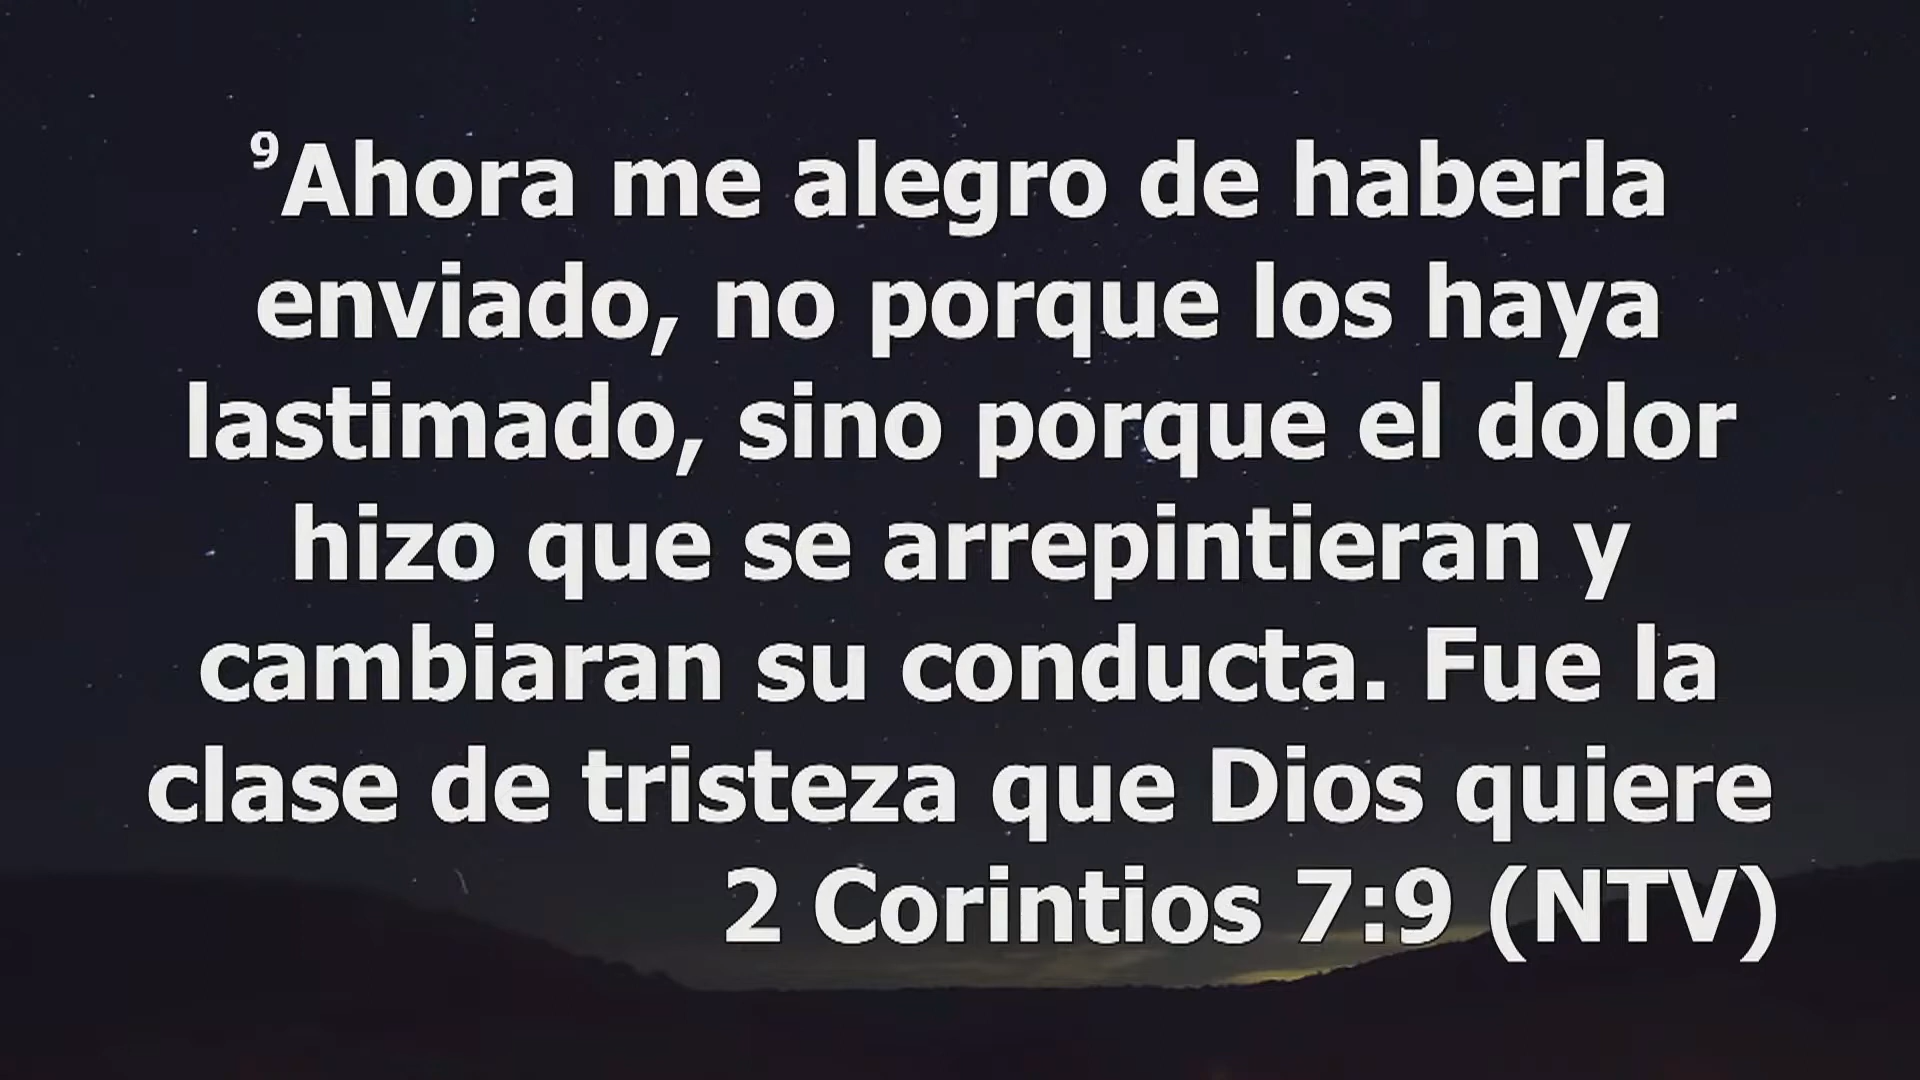 ⁹Ahora me alegro de haberla
enviado, no porque los haya
lastimado, sino porque el dolor
hizo que se arrepintieran y
cambiaran su conducta. Fue la
clase de tristeza que Dios quiere
2 Corintios 7:9 (NTV)